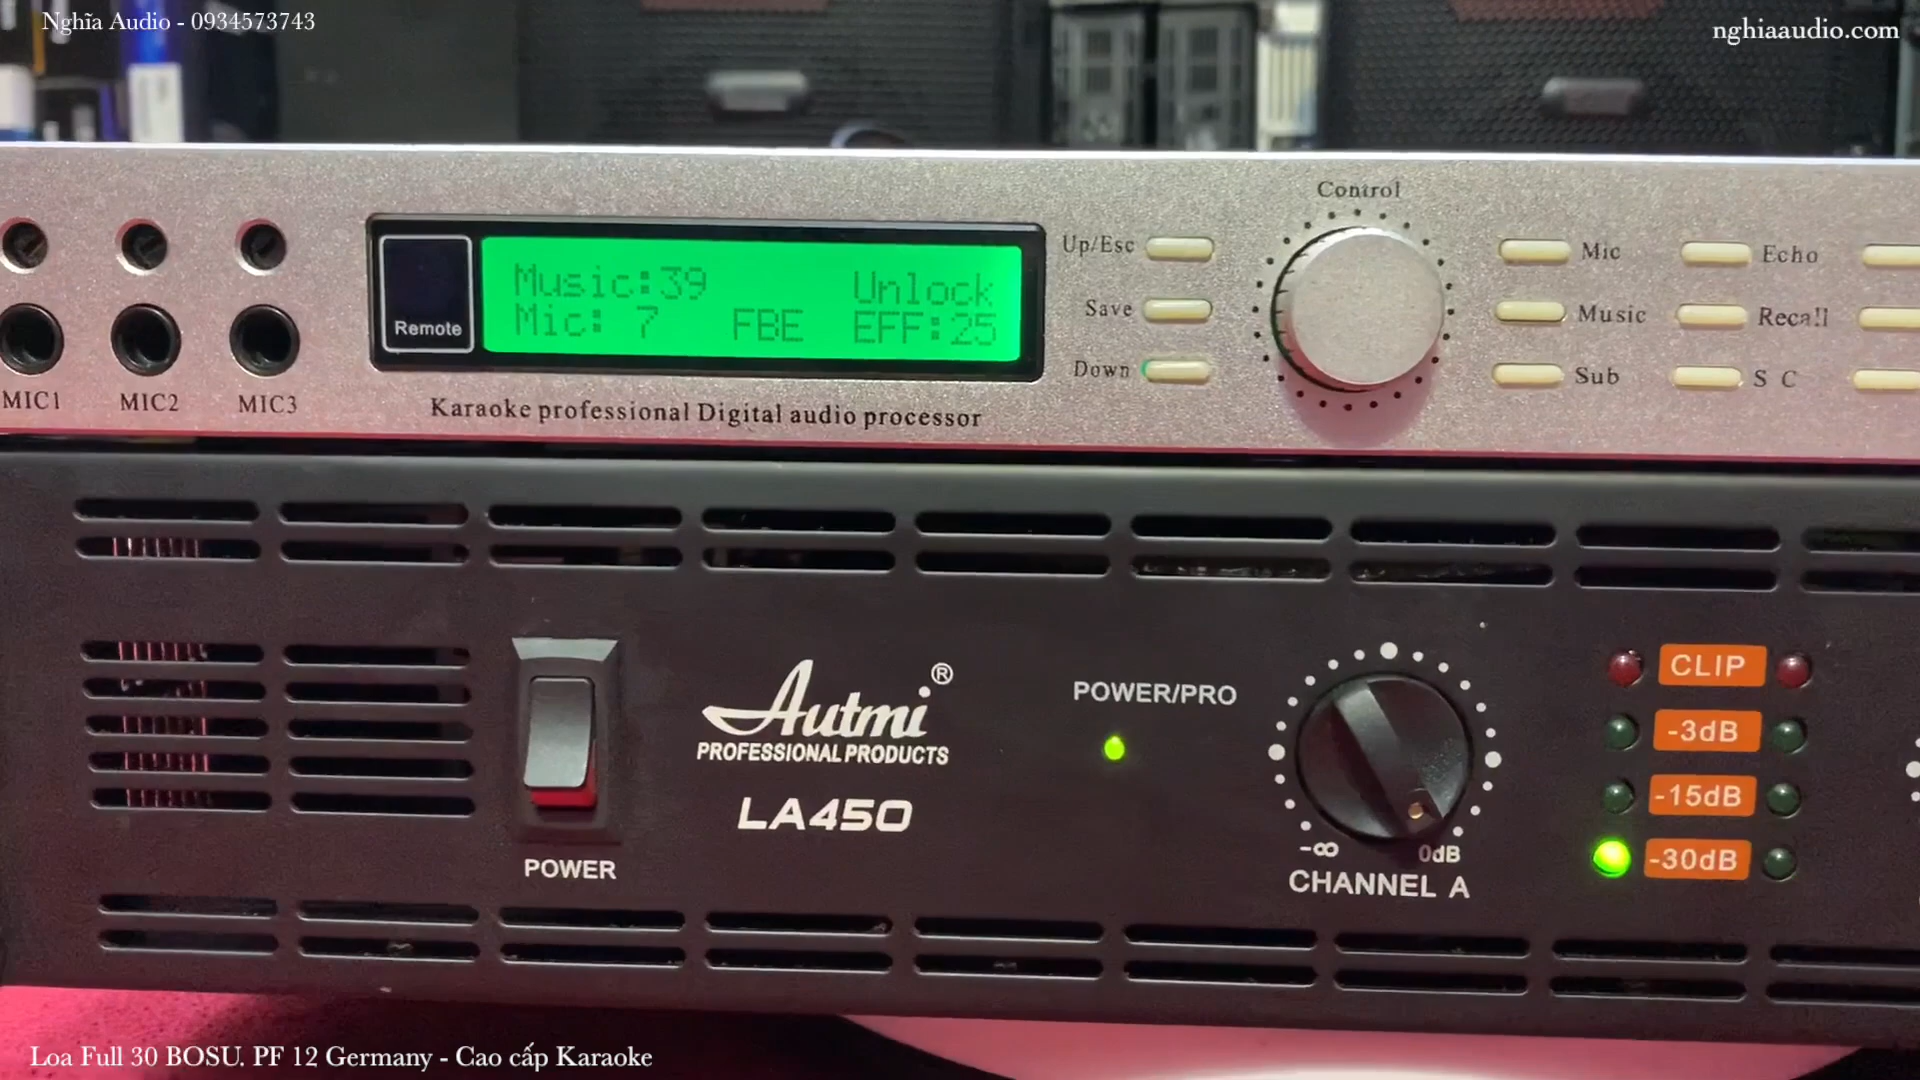 Nghĩa Audio - 0934573743
nghiaaudio.com
Control
Up/Esc
Save
Down
Mic
Echo
Music
Recall
Sub
S C
Remote
Music:39 Unlock
Mic: 7 FBE EFF:25
MIC1
MIC2
MIC3
Karaoke professional Digital audio processor
Autmi®
PROFESSIONAL PRODUCTS
LA450
POWER
POWER/PRO
-∞
0dB
CHANNEL A
CLIP
-3dB
-15dB
-30dB
Loa Full 30 BOSU. PF 12 Germany - Cao cấp Karaoke